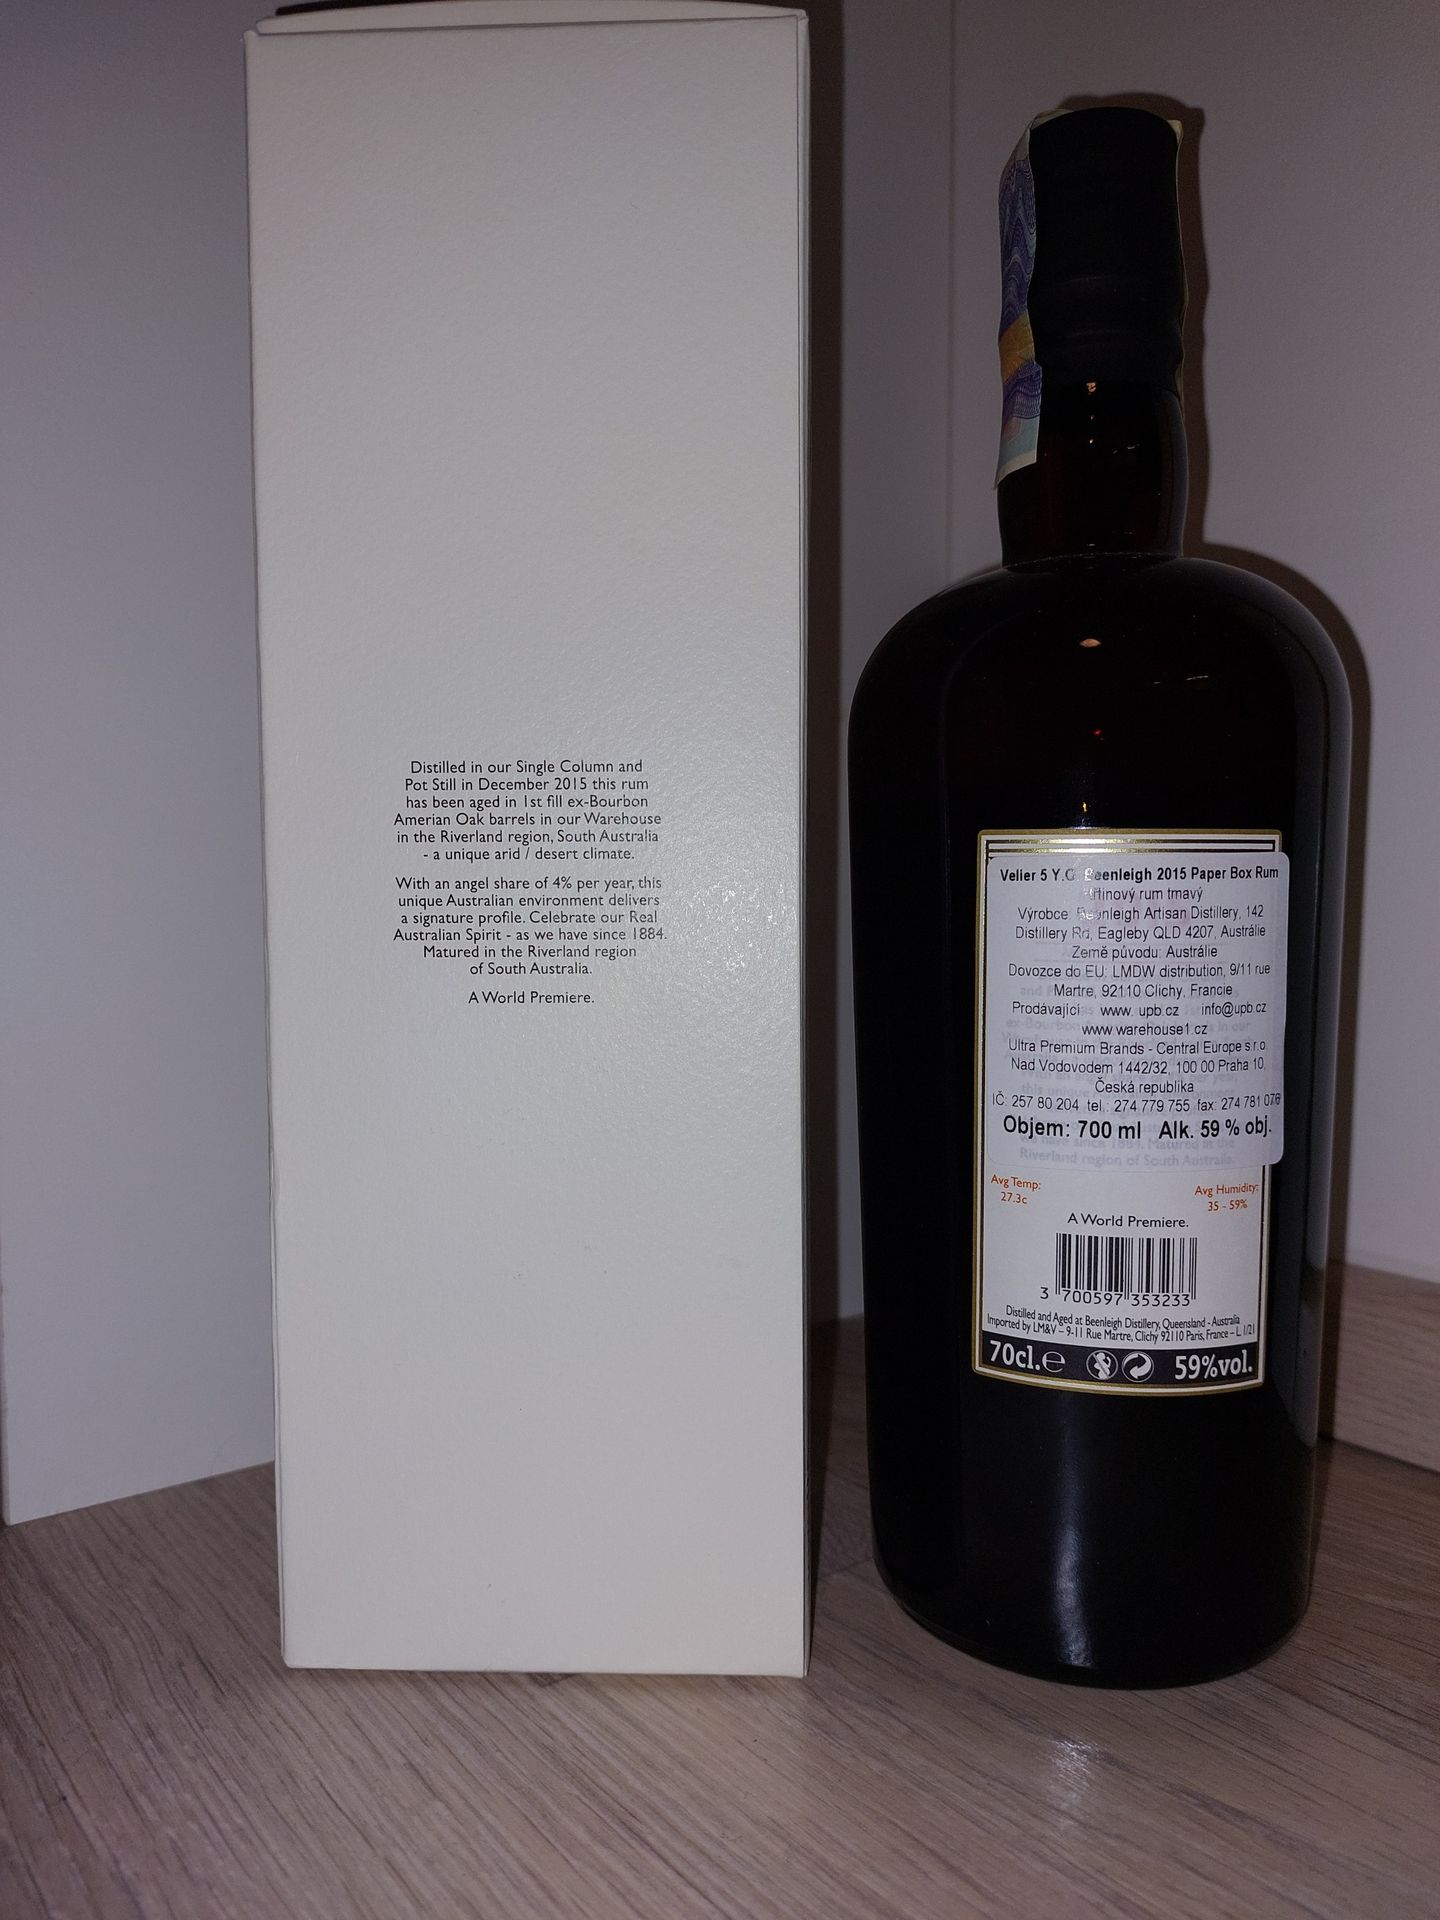 Distilled in our Single Column and
Pot Still in December 2015 this rum
has been aged in 1st fill ex-Bourbon
Amerian Oak barrels in our Warehouse
in the Riverland region, South Australia
- a unique arid / desert climate.
With an angel share of 4% per year, this
unique Australian environment delivers
a signature profile. Celebrate our Real
Australian Spirit - as we have since 1884.
Matured in the Riverland region
of South Australia.
A World Premiere.
Velier 5 Y.O. Beenleigh 2015 Paper Box Rum
třtinový rum tmavý
Výrobce: Beenleigh Artisan Distillery, 142
Distillery Rd, Eagleby QLD 4207, Austrálie
Země původu: Austrálie
Dovozce do EU: LMDW distribution, 9/11 rue
Martre, 92110 Clichy, Francie
Prodávající: www. upb.cz info@upb.cz
www.warehouse1.cz
Ultra Premium Brands - Central Europe s.r.o.
Nad Vodovodem 1442/32, 100 00 Praha 10,
Česká republika
IČ: 257 80 204 tel.: 274 779 755 fax: 274 781 076
Objem: 700 ml Alk. 59 % obj.
we have since 1884. Matured in the
Riverland region of South Australia.
Avg Temp: Avg Humidity:
27.3c 35 - 59%
A World Premiere.
3 700597 353233
Distilled and Aged at Beenleigh Distillery, Queensland - Australia
Imported by LM&V – 9-11 Rue Martre, Clichy 92110 Paris, France – L 1/21
70cl. e 59%vol.